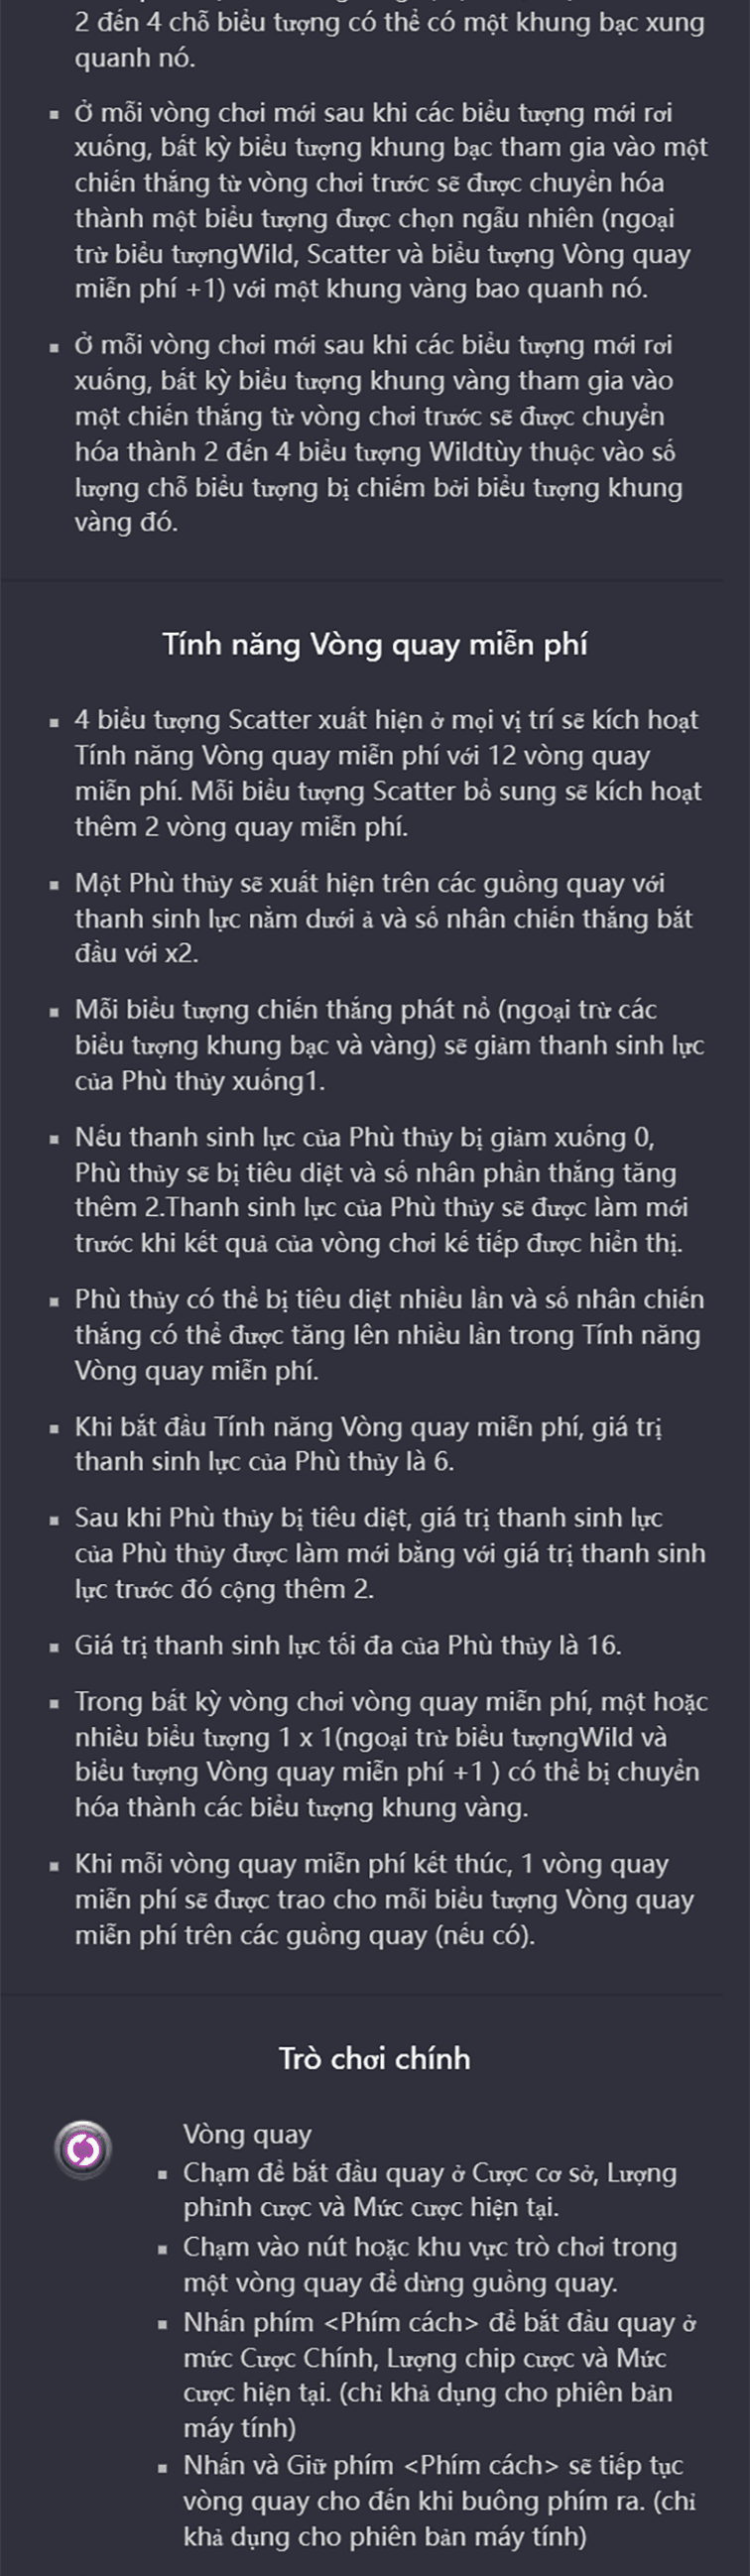 2 đến 4 chỗ biểu tượng có thể có một khung bạc xung
quanh nó.
Ở mỗi vòng chơi mới sau khi các biểu tượng mới rơi
xuống, bất kỳ biểu tượng khung bạc tham gia vào một
chiến thắng từ vòng chơi trước sẽ được chuyển hóa
thành một biểu tượng được chọn ngẫu nhiên (ngoại
trừ biểu tượngWild, Scatter và biểu tượng Vòng quay
miễn phí +1) với một khung vàng bao quanh nó.
Ở mỗi vòng chơi mới sau khi các biểu tượng mới rơi
xuống, bất kỳ biểu tượng khung vàng tham gia vào
một chiến thắng từ vòng chơi trước sẽ được chuyển
hóa thành 2 đến 4 biểu tượng Wildtùy thuộc vào số
lượng chỗ biểu tượng bị chiếm bởi biểu tượng khung
vàng đó.
Tính năng Vòng quay miễn phí
4 biểu tượng Scatter xuất hiện ở mọi vị trí sẽ kích hoạt
Tính năng Vòng quay miễn phí với 12 vòng quay
miễn phí. Mỗi biểu tượng Scatter bổ sung sẽ kích hoạt
thêm 2 vòng quay miễn phí.
Một Phù thủy sẽ xuất hiện trên các guồng quay với
thanh sinh lực nằm dưới ả và số nhân chiến thắng bắt
đầu với x2.
Mỗi biểu tượng chiến thắng phát nổ (ngoại trừ các
biểu tượng khung bạc và vàng) sẽ giảm thanh sinh lực
của Phù thủy xuống1.
Nếu thanh sinh lực của Phù thủy bị giảm xuống 0,
Phù thủy sẽ bị tiêu diệt và số nhân phần thắng tăng
thêm 2.Thanh sinh lực của Phù thủy sẽ được làm mới
trước khi kết quả của vòng chơi kế tiếp được hiển thị.
Phù thủy có thể bị tiêu diệt nhiều lần và số nhân chiến
thắng có thể được tăng lên nhiều lần trong Tính năng
Vòng quay miễn phí.
Khi bắt đầu Tính năng Vòng quay miễn phí, giá trị
thanh sinh lực của Phù thủy là 6.
Sau khi Phù thủy bị tiêu diệt, giá trị thanh sinh lực
của Phù thủy được làm mới bằng với giá trị thanh sinh
lực trước đó cộng thêm 2.
Giá trị thanh sinh lực tối đa của Phù thủy là 16.
Trong bất kỳ vòng chơi vòng quay miễn phí, một hoặc
nhiều biểu tượng 1 x 1(ngoại trừ biểu tượngWild và
biểu tượng Vòng quay miễn phí +1 ) có thể bị chuyển
hóa thành các biểu tượng khung vàng.
Khi mỗi vòng quay miễn phí kết thúc, 1 vòng quay
miễn phí sẽ được trao cho mỗi biểu tượng Vòng quay
miễn phí trên các guồng quay (nếu có).
Trò chơi chính
Vòng quay
Chạm để bắt đầu quay ở Cược cơ sở, Lượng
phỉnh cược và Mức cược hiện tại.
Chạm vào nút hoặc khu vực trò chơi trong
một vòng quay để dừng guồng quay.
Nhấn phím <Phím cách> để bắt đầu quay ở
mức Cược Chính, Lượng chip cược và Mức
cược hiện tại. (chỉ khả dụng cho phiên bản
máy tính)
Nhấn và Giữ phím <Phím cách> sẽ tiếp tục
vòng quay cho đến khi buông phím ra. (chỉ
khả dụng cho phiên bản máy tính)